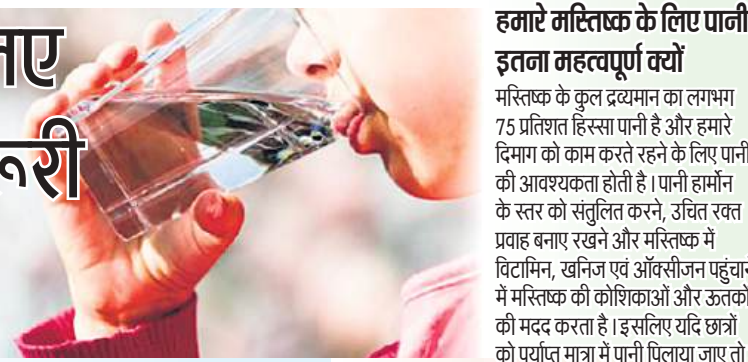 रूरी
हमारे मस्तिष्क के लिए पानी
इतना महत्वपूर्ण क्यों
मस्तिष्क के कुल द्रव्यमान का लगभग
75 प्रतिशत हिस्सा पानी है और हमारे
दिमाग को काम करते रहने के लिए पानी
की आवश्यकता होती है। पानी हार्मोन
के स्तर को संतुलित करने, उचित रक्त
प्रवाह बनाए रखने और मस्तिष्क में
विटामिन, खनिज एवं ऑक्सीजन पहुंचाने
में मस्तिष्क की कोशिकाओं और ऊतकों
की मदद करता है। इसलिए यदि छात्रों
को पर्याप्त मात्रा में पानी पिलाया जाए तो